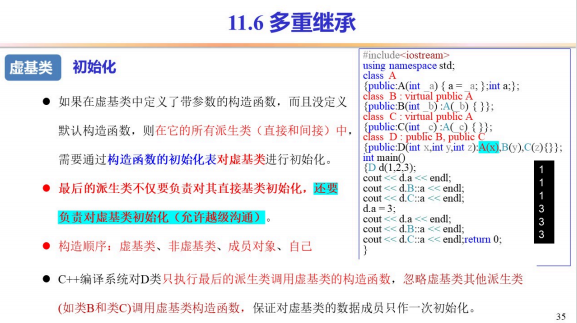 11.6 多重继承
虚基类 初始化
● 如果在虚基类中定义了带参数的构造函数，而且没定义
默认构造函数，则在它的所有派生类（直接和间接）中，
需要通过构造函数的初始化表对虚基类进行初始化。
● 最后的派生类不仅要负责对其直接基类初始化，还要
负责对虚基类初始化（允许越级沟通）。
● 构造顺序：虚基类、非虚基类、成员对象、自己
● C++编译系统对D类只执行最后的派生类调用虚基类的构造函数，忽略虚基类其他派生类
(如类B和类C)调用虚基类构造函数，保证对虚基类的数据成员只作一次初始化。
#include<iostream>
using namespace std;
class A
{public:A(int _a) { a = _a; };int a;};
class B : virtual public A
{public:B(int _b) :A(_b) { }};
class C : virtual public A
{public:C(int _c) :A(_c) { }};
class D : public B, public C
{public:D(int x,int y,int z):A(x),B(y),C(z){}};
int main()
{D d(1,2,3);
cout << d.a << endl;
cout << d.B::a << endl;
cout << d.C::a << endl;
d.a = 3;
cout << d.a << endl;
cout << d.B::a << endl;
cout << d.C::a << endl;return 0;
}
1
1
1
3
3
3
35